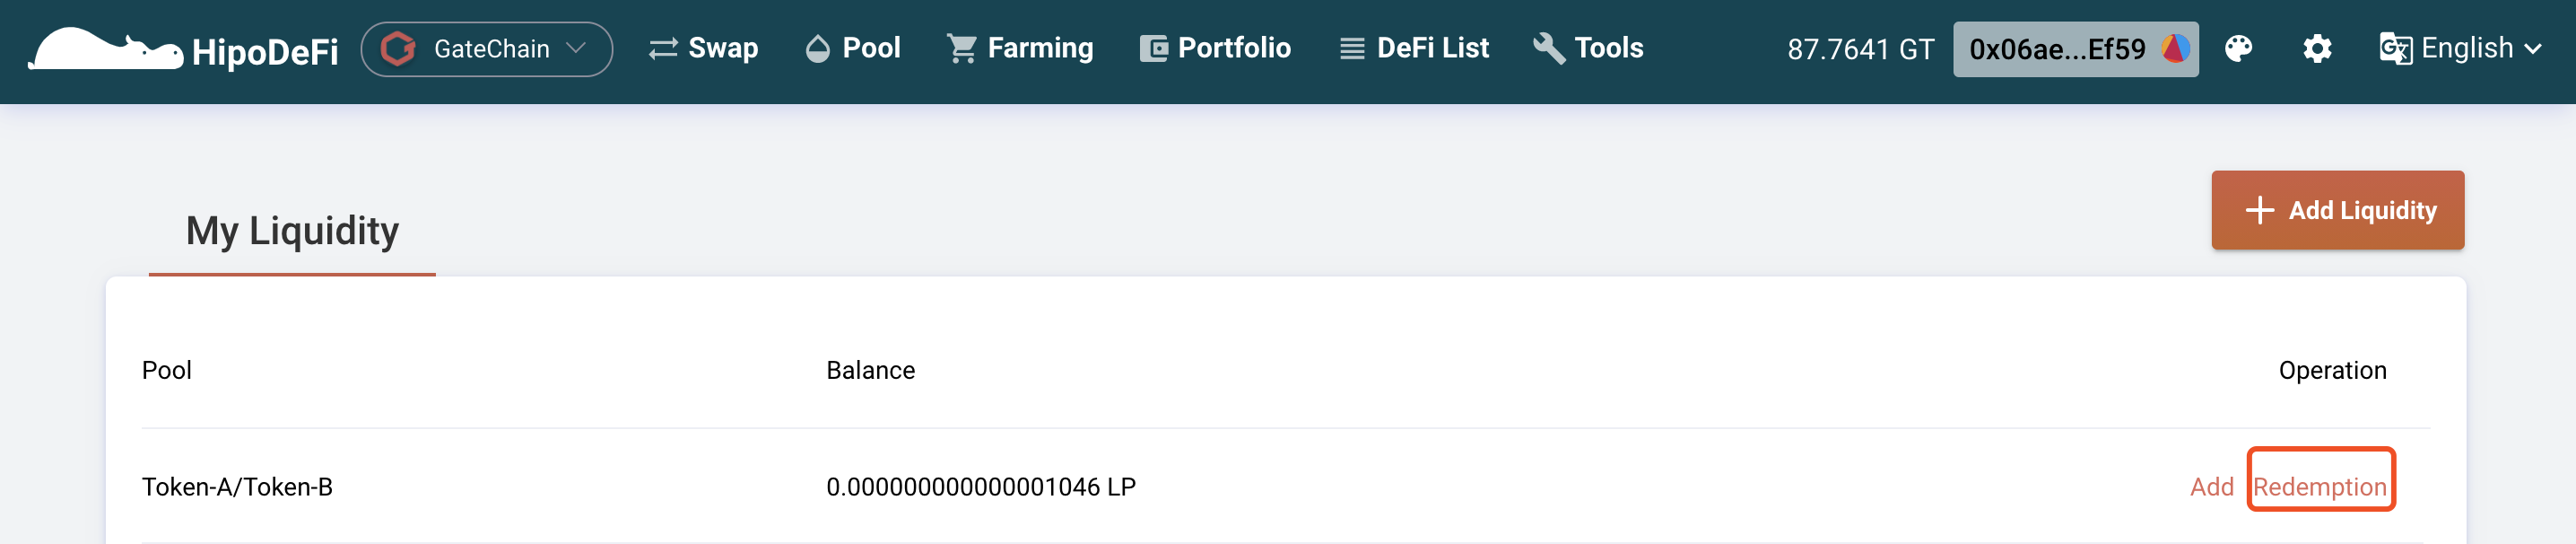 HipoDeFi GateChain Swap Pool Farming Portfolio DeFi List Tools 87.7641 GT 0x06ae...Ef59 English
Add Liquidity
My Liquidity
Pool Balance Operation
Token-A/Token-B 0.000000000000001046 LP Add Redemption